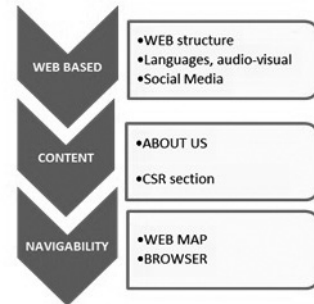 WEB BASED
•WEB structure
•Languages, audio-visual
•Social Media
CONTENT
•ABOUT US
•CSR section
NAVIGABILITY
•WEB MAP
•BROWSER